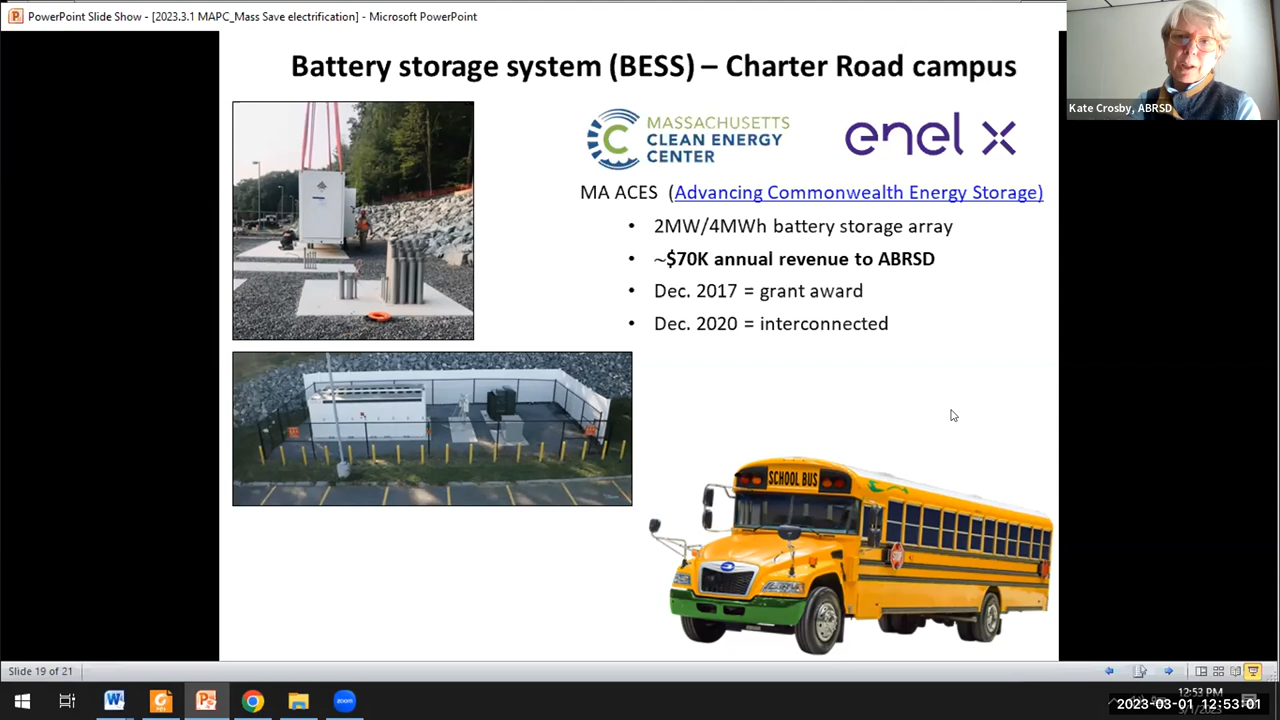 PowerPoint Slide Show - [2023.3.1 MAPC_Mass Save electrification] - Microsoft PowerPoint
Battery storage system (BESS) – Charter Road campus
Kate Crosby, ABRSD
MASSACHUSETTS
CLEAN ENERGY
CENTER
enel x
MA ACES (Advancing Commonwealth Energy Storage)
• 2MW/4MWh battery storage array
• ~$70K annual revenue to ABRSD
• Dec. 2017 = grant award
• Dec. 2020 = interconnected
SCHOOL BUS
Slide 19 of 21
12:53 PM
2023-03-01 12:53:01
zoom